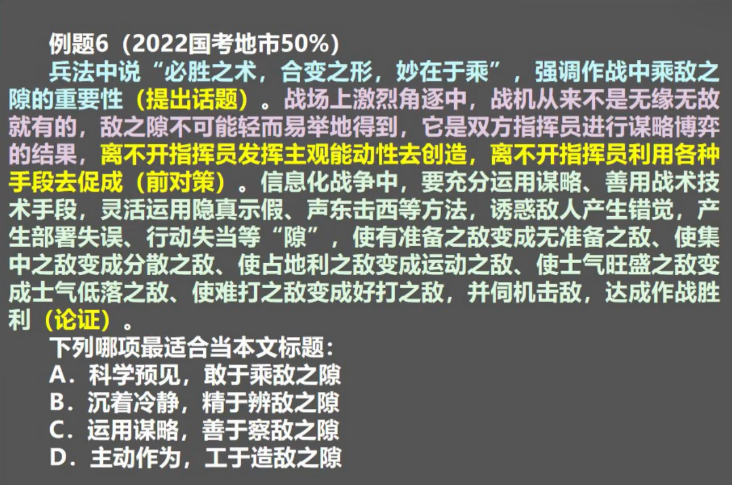 例题6（2022国考地市50%）
兵法中说“必胜之术，合变之形，妙在于乘”，强调作战中乘敌之
隙的重要性（提出话题）。战场上激烈角逐中，战机从来不是无缘无故
就有的，敌之隙不可能轻而易举地得到，它是双方指挥员进行谋略博弈
的结果，离不开指挥员发挥主观能动性去创造，离不开指挥员利用各种
手段去促成（前对策）。信息化战争中，要充分运用谋略、善用战术技
术手段，灵活运用隐真示假、声东击西等方法，诱惑敌人产生错觉，产
生部署失误、行动失当等“隙”，使有准备之敌变成无准备之敌、使集
中之敌变成分散之敌、使占地利之敌变成运动之敌、使士气旺盛之敌变
成士气低落之敌、使难打之敌变成好打之敌，并伺机击敌，达成作战胜
利（论证）。
下列哪项最适合当本文标题：
A．科学预见，敢于乘敌之隙
B．沉着冷静，精于辨敌之隙
C．运用谋略，善于察敌之隙
D．主动作为，工于造敌之隙